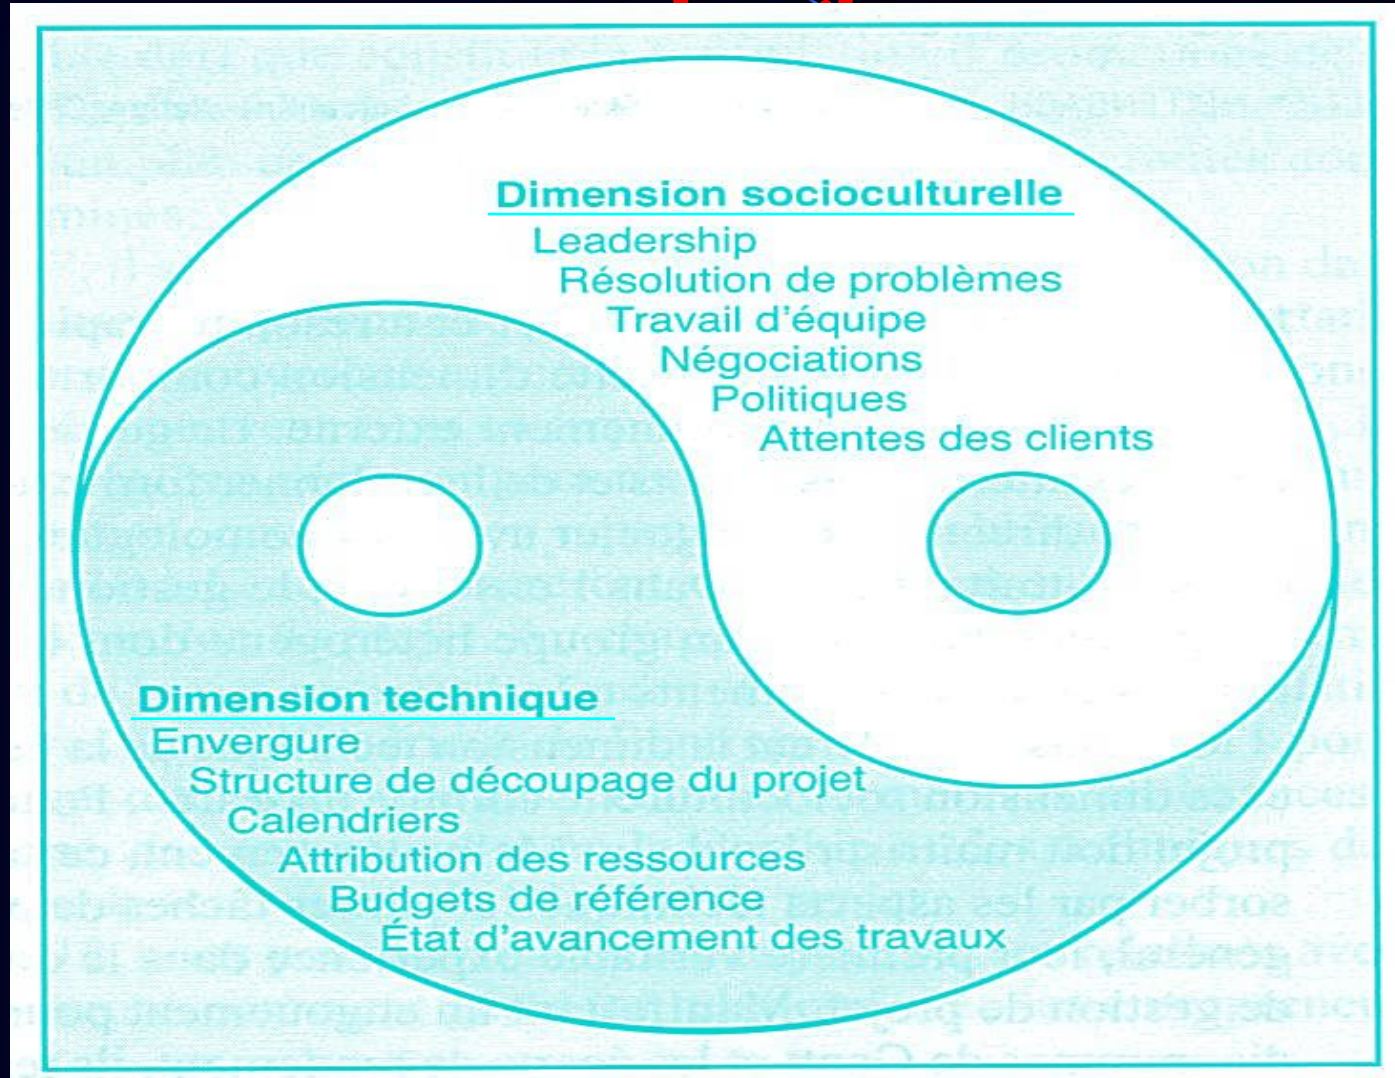 Dimension socioculturelle
Leadership
Résolution de problèmes
Travail d'équipe
Négociations
Politiques
Attentes des clients
Dimension technique
Envergure
Structure de découpage du projet
Calendriers
Attribution des ressources
Budgets de référence
État d'avancement des travaux